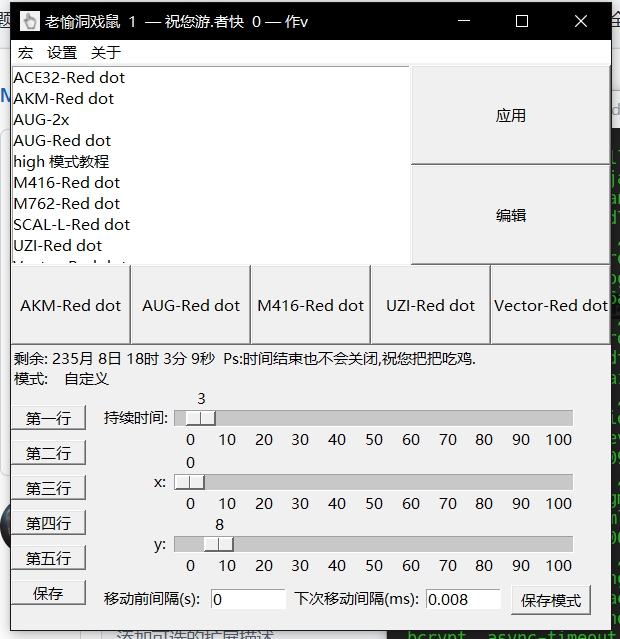 老偷洞戏鼠 1 — 祝您游.者快 0 — 作v
宏 设置 关于
ACE32-Red dot
AKM-Red dot
AUG-2x
AUG-Red dot
high 模式教程
M416-Red dot
M762-Red dot
SCAL-L-Red dot
UZI-Red dot
应用
编辑
AKM-Red dot AUG-Red dot M416-Red dot UZI-Red dot Vector-Red dot
剩余: 235月 8日 18时 3分 9秒 Ps:时间结束也不会关闭,祝您把把吃鸡.
模式: 自定义
第一行
第二行
第三行
第四行
第五行
保存
3
持续时间:
0 10 20 30 40 50 60 70 80 90 100
0
x:
0 10 20 30 40 50 60 70 80 90 100
8
y:
0 10 20 30 40 50 60 70 80 90 100
移动前间隔(s): 0 下次移动间隔(ms): 0.008 保存模式
添加可选的扩展描述
bcrypt, async-timeout